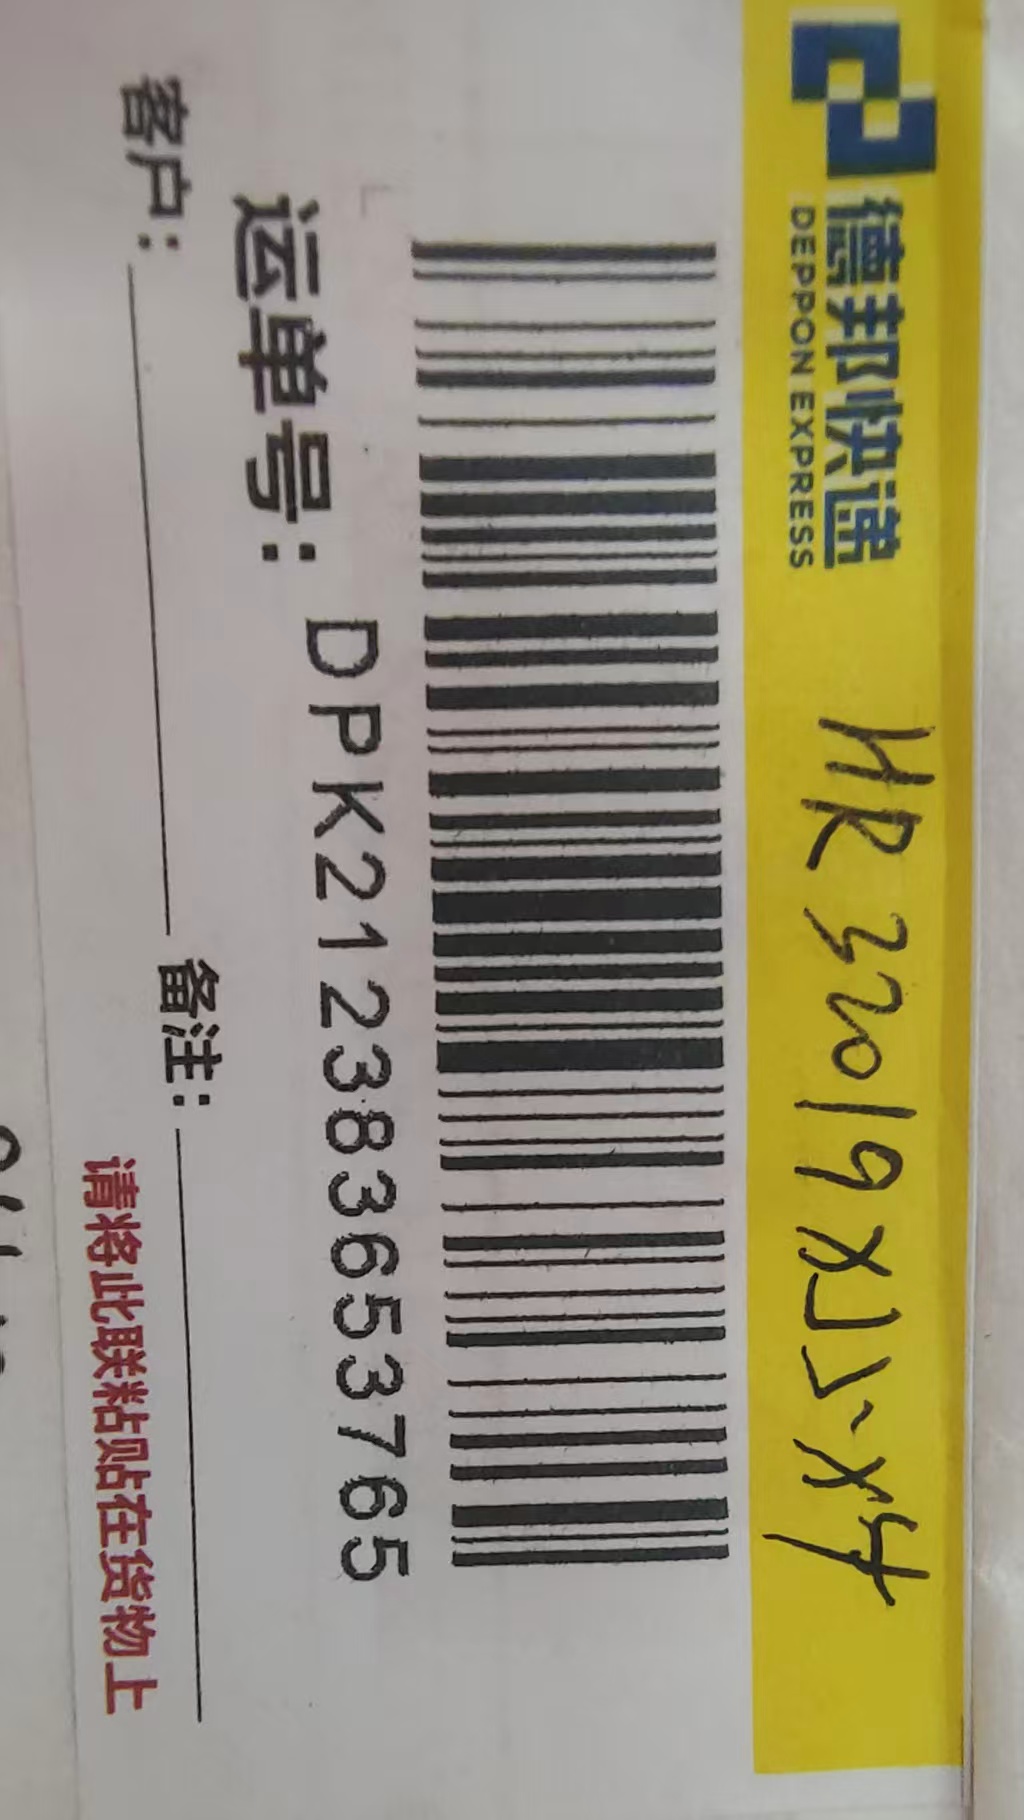 德邦快递
DEPPON EXPRESS
HR32019XJ
运单号：DPK212383653765
客户：
备注：
请将此联粘贴在货物上